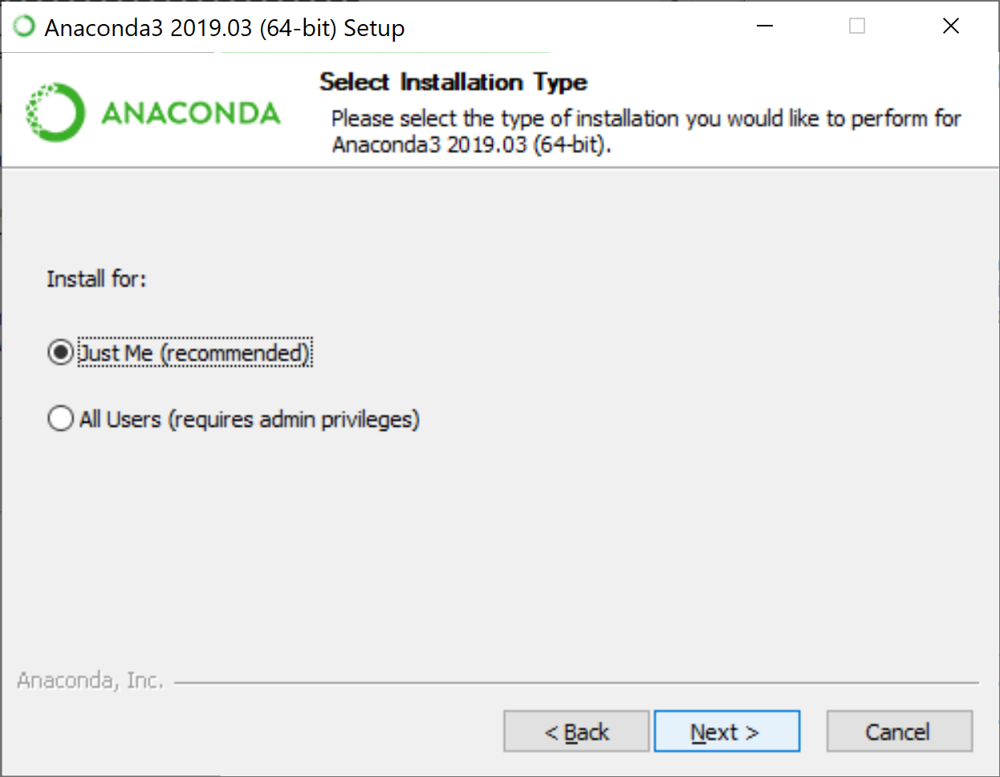 Anaconda3 2019.03 (64-bit) Setup
ANACONDA
Select Installation Type
Please select the type of installation you would like to perform for
Anaconda3 2019.03 (64-bit).
Install for:
Just Me (recommended)
All Users (requires admin privileges)
Anaconda, Inc.
< Back
Next >
Cancel